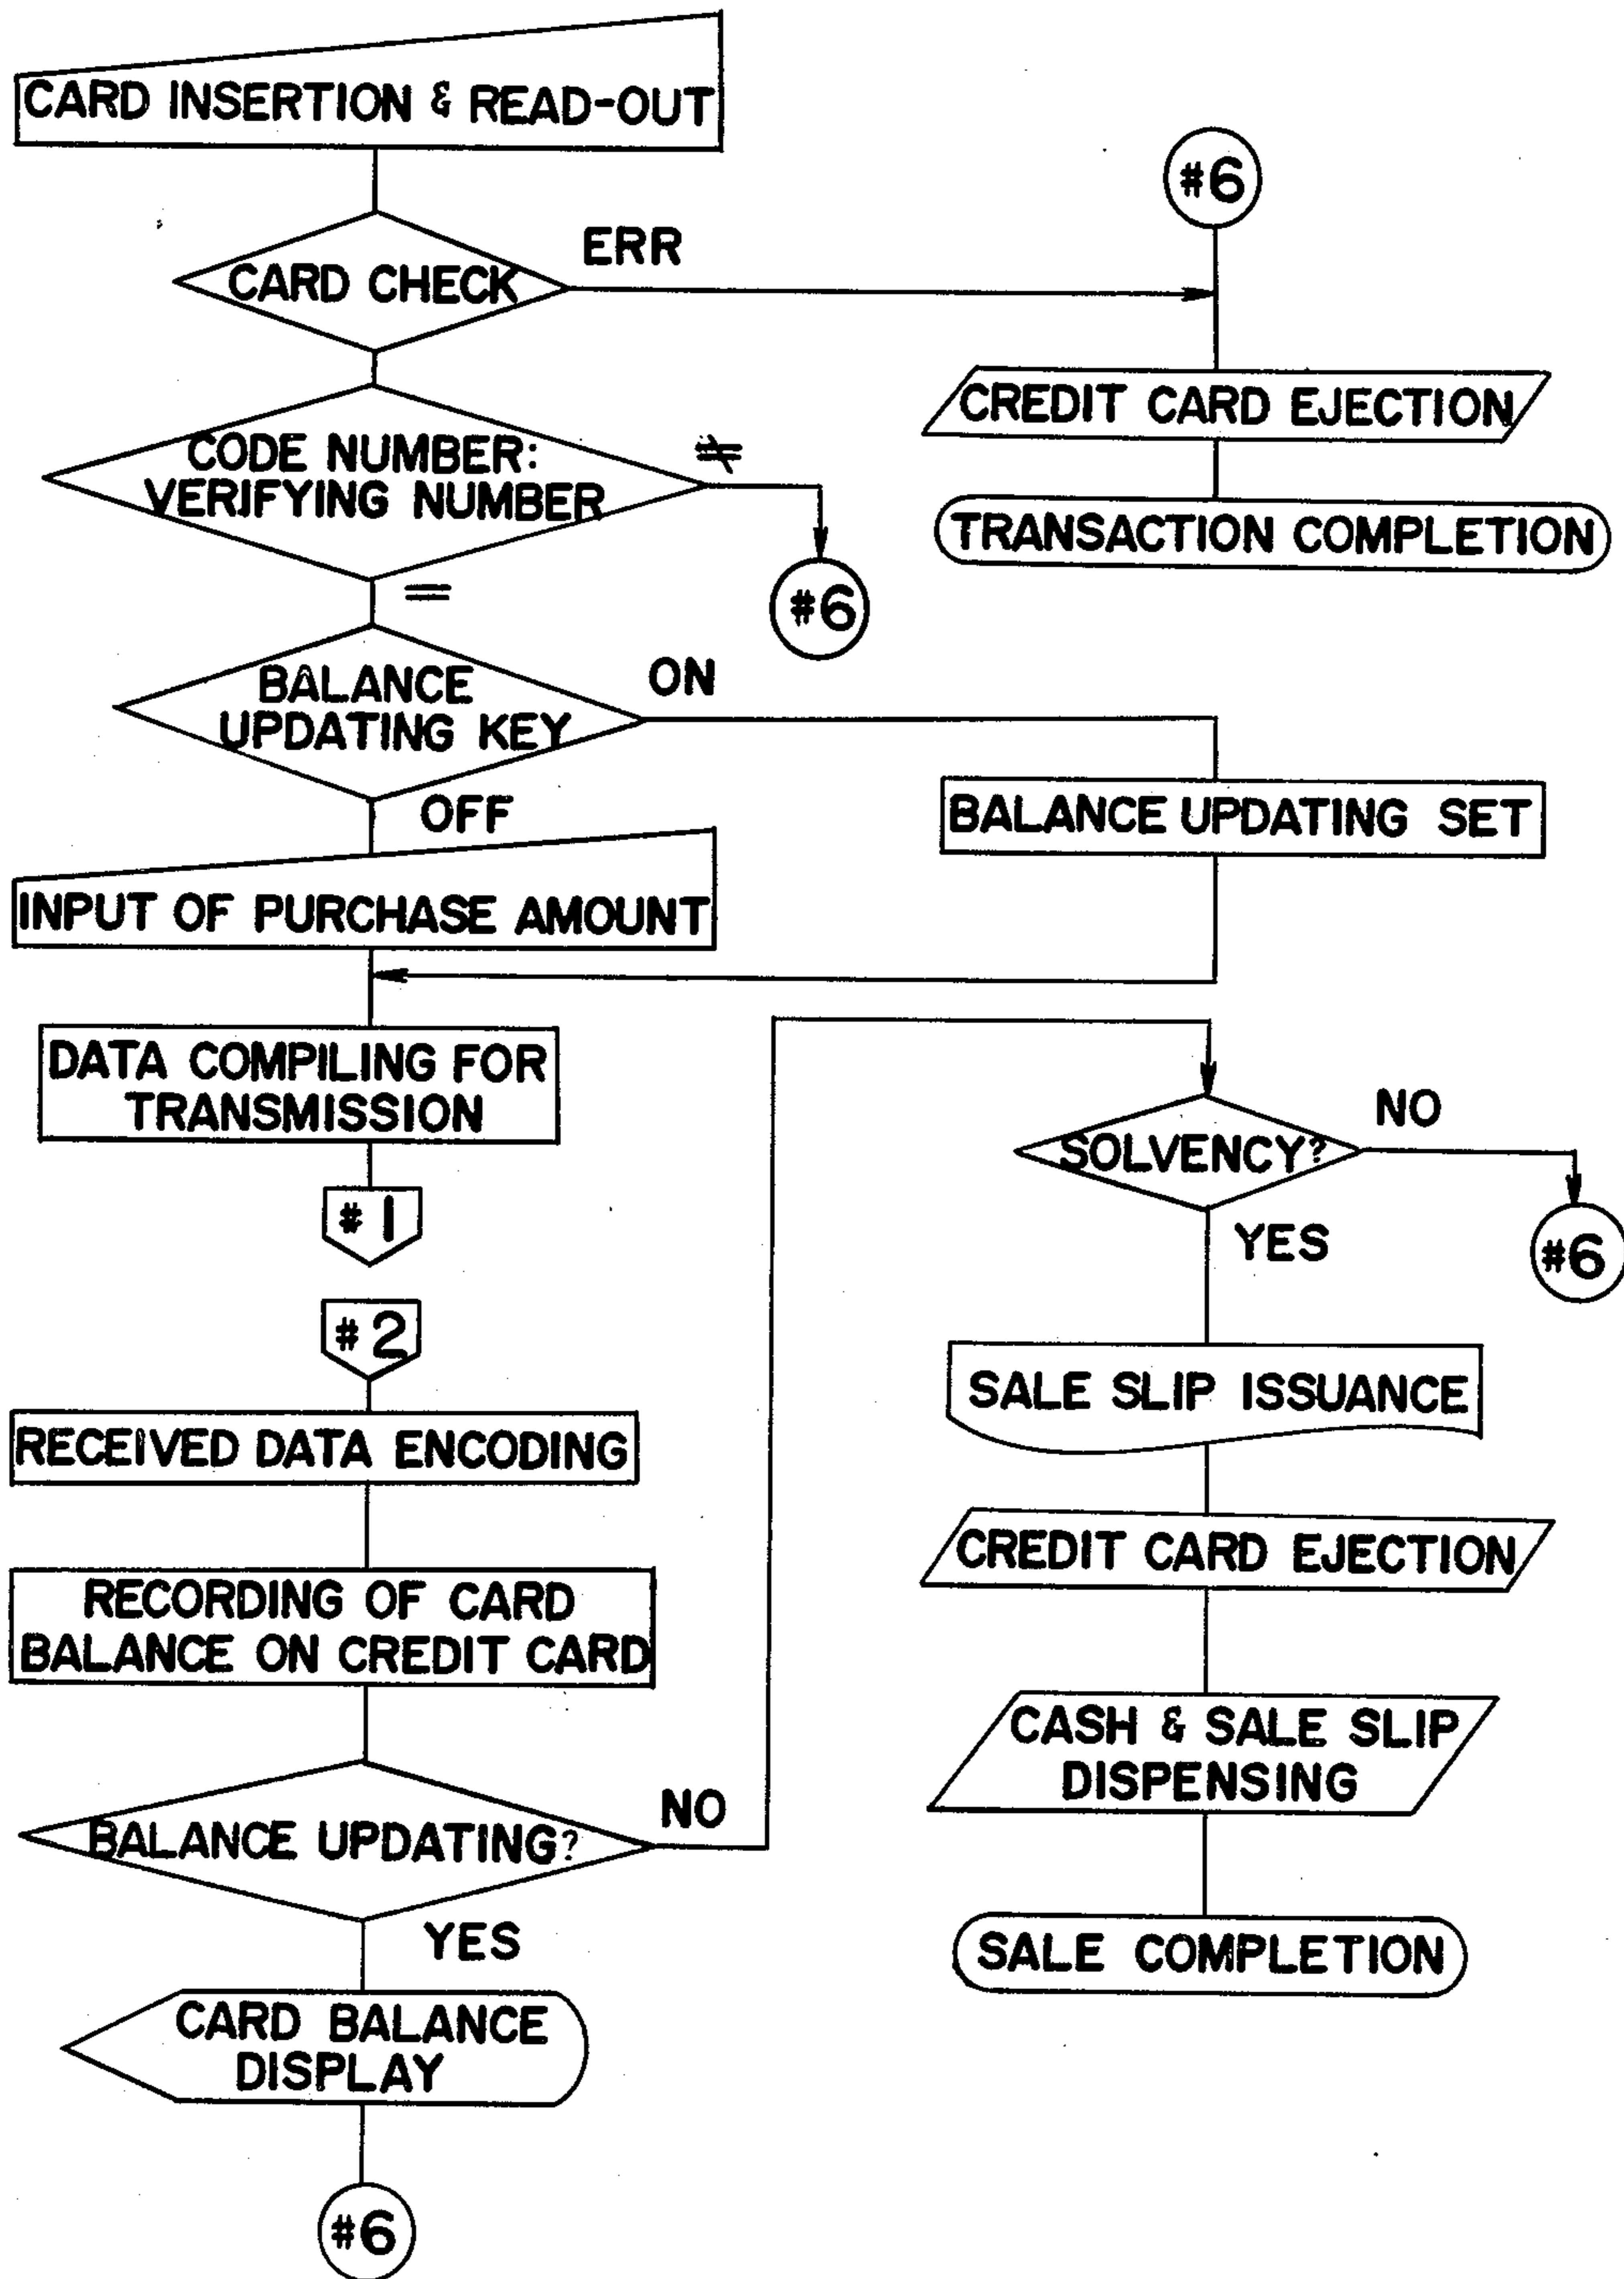 CARD INSERTION & READ-OUT
CARD CHECK
ERR
CODE NUMBER:
VERIFYING NUMBER
≠
#6
=
BALANCE
UPDATING KEY
ON
OFF
INPUT OF PURCHASE AMOUNT
DATA COMPILING FOR
TRANSMISSION
#1
#2
RECEIVED DATA ENCODING
RECORDING OF CARD
BALANCE ON CREDIT CARD
BALANCE UPDATING?
NO
YES
CARD BALANCE
DISPLAY
#6
#6
CREDIT CARD EJECTION
TRANSACTION COMPLETION
BALANCE UPDATING SET
SOLVENCY?
NO
#6
YES
SALE SLIP ISSUANCE
CREDIT CARD EJECTION
CASH & SALE SLIP
DISPENSING
SALE COMPLETION